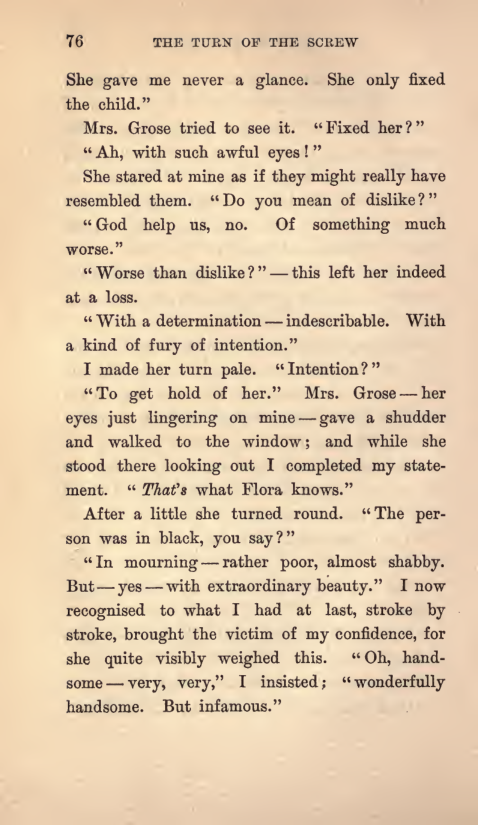 76 THE TURN OF THE SCREW
She gave me never a glance. She only fixed
the child."
Mrs. Grose tried to see it. "Fixed her?"
"Ah, with such awful eyes!"
She stared at mine as if they might really have
resembled them. "Do you mean of dislike?"
"God help us, no. Of something much
worse."
"Worse than dislike?"—this left her indeed
at a loss.
"With a determination—indescribable. With
a kind of fury of intention."
I made her turn pale. "Intention?"
"To get hold of her." Mrs. Grose—her
eyes just lingering on mine—gave a shudder
and walked to the window; and while she
stood there looking out I completed my state-
ment. "That's what Flora knows."
After a little she turned round. "The per-
son was in black, you say?"
"In mourning—rather poor, almost shabby.
But—yes—with extraordinary beauty." I now
recognised to what I had at last, stroke by
stroke, brought the victim of my confidence, for
she quite visibly weighed this. "Oh, hand-
some—very, very," I insisted; "wonderfully
handsome. But infamous."